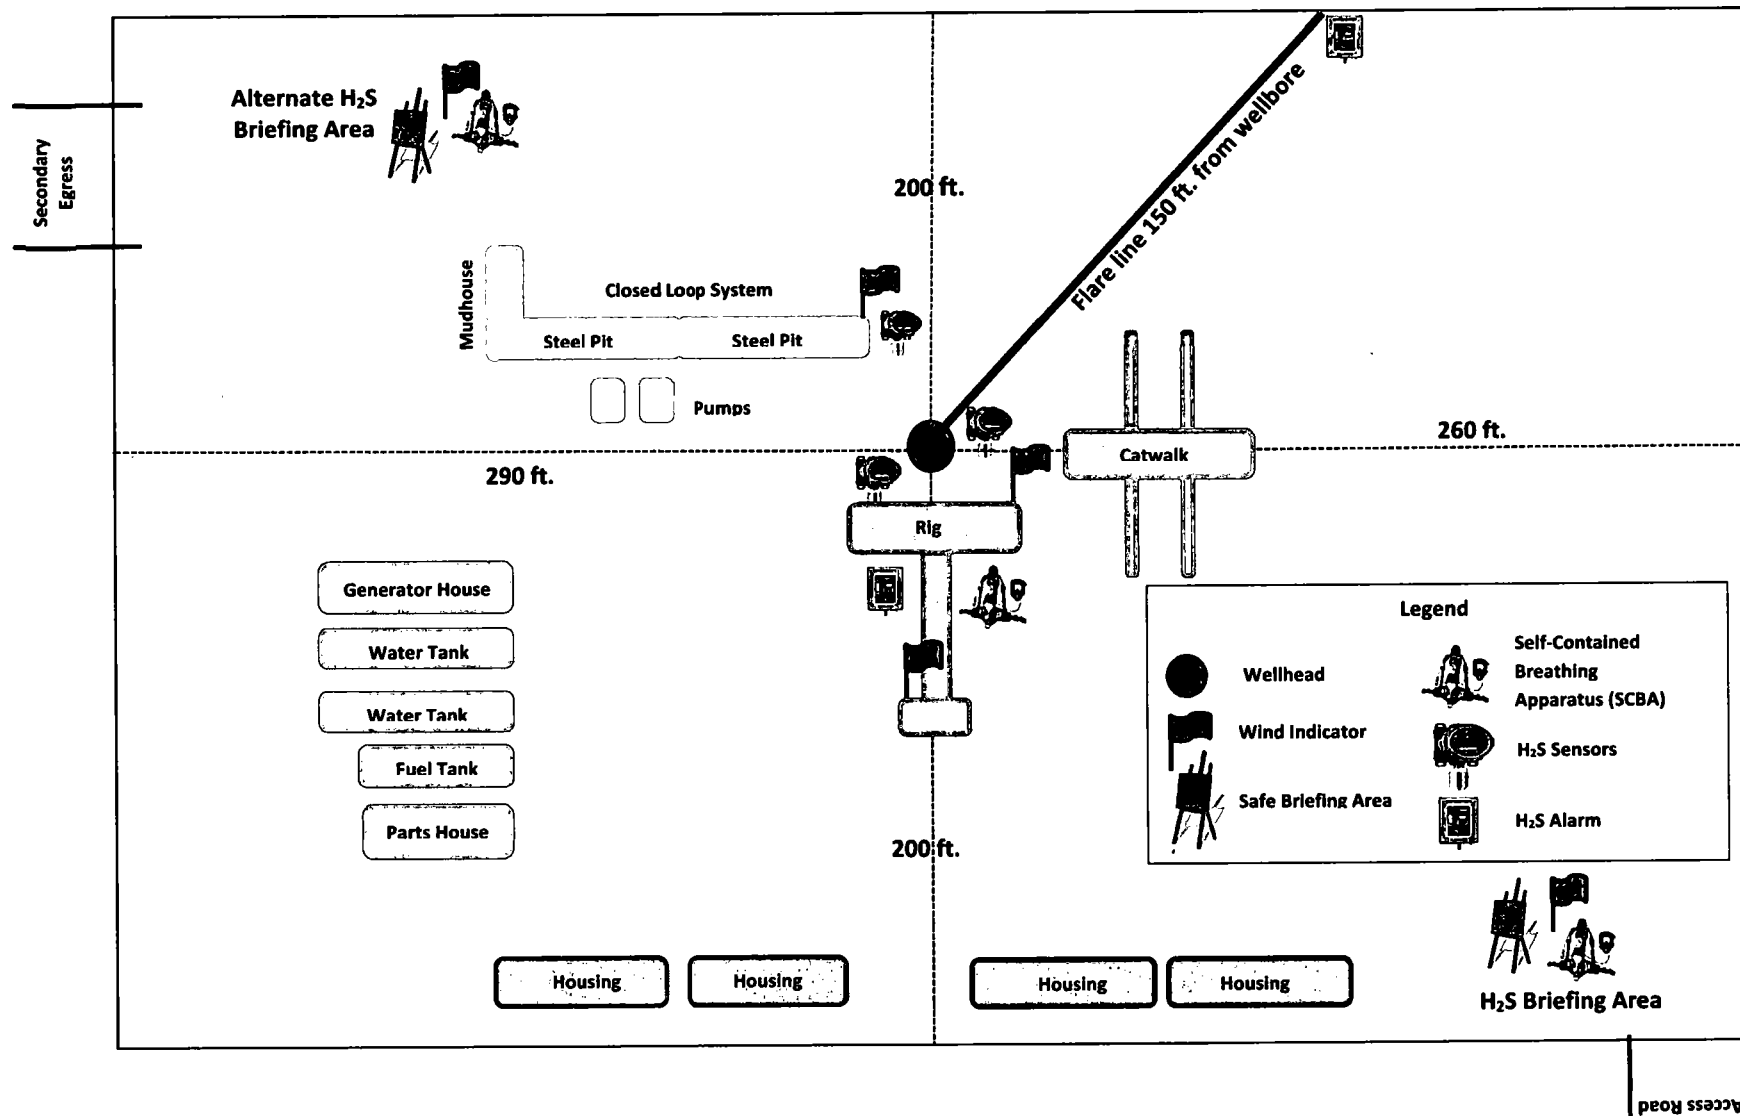 Alternate H₂S
Briefing Area
Secondary
Egress
200 ft.
Flare line 150 ft. from wellbore
Mudhouse
Closed Loop System
Steel Pit
Steel Pit
Pumps
290 ft.
260 ft.
Catwalk
Rig
Generator House
Water Tank
Water Tank
Fuel Tank
Parts House
200 ft.
Legend
Wellhead
Wind Indicator
Safe Briefing Area
Self-Contained
Breathing
Apparatus (SCBA)
H₂S Sensors
H₂S Alarm
Housing
Housing
Housing
Housing
H₂S Briefing Area
Access Road